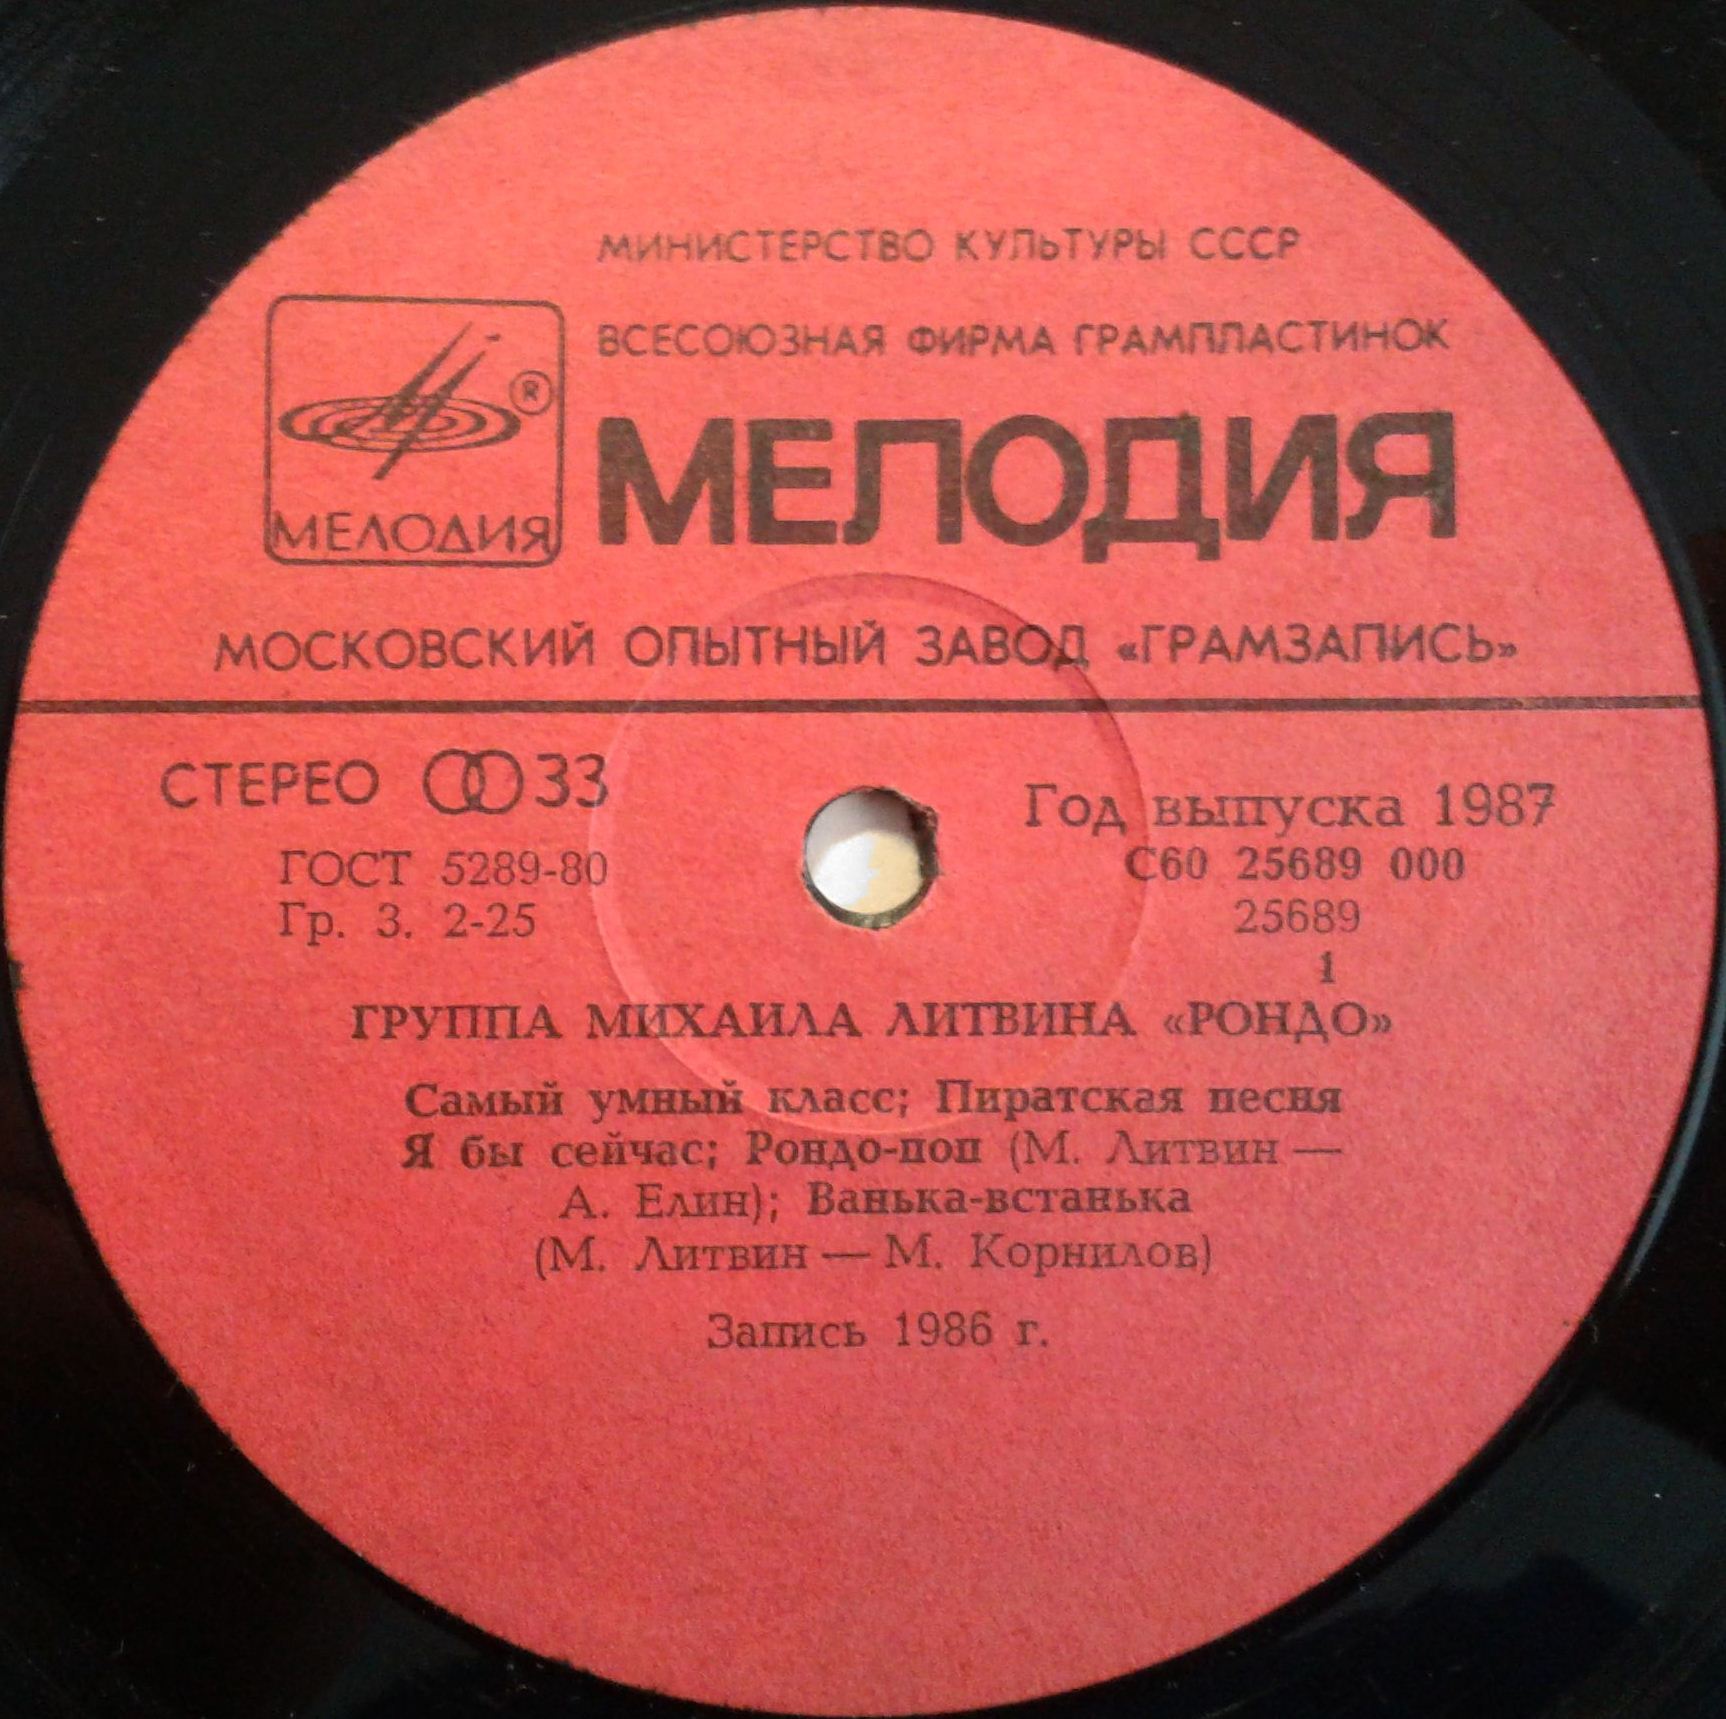 МИНИСТЕРСТВО КУЛЬТУРЫ СССР
ВСЕСОЮЗНАЯ ФИРМА ГРАМПЛАСТИНОК
®
МЕЛОДИЯ
МЕЛОДИЯ
МОСКОВСКИЙ ОПЫТНЫЙ ЗАВОД «ГРАМЗАПИСЬ»
СТЕРЕО 33
ГОСТ 5289-80
Гр. 3. 2-25
Год выпуска 1987
С60 25689 000
25689
1
ГРУППА МИХАИЛА ЛИТВИНА «РОНДО»
Самый умный класс; Пиратская песня
Я бы сейчас; Рондо-поп (М. Литвин —
А. Елин); Ванька-встанька
(М. Литвин — М. Корнилов)
Запись 1986 г.